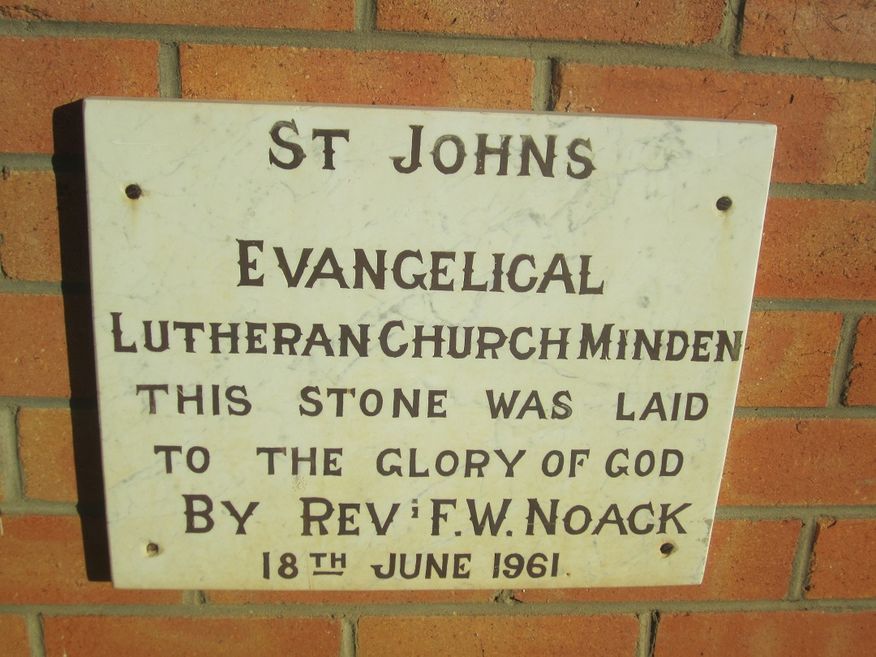 ST JOHNS
EVANGELICAL
LUTHERAN CHURCH MINDEN
THIS STONE WAS LAID
TO THE GLORY OF GOD
BY REV: F.W. NOACK
18TH JUNE 1961.